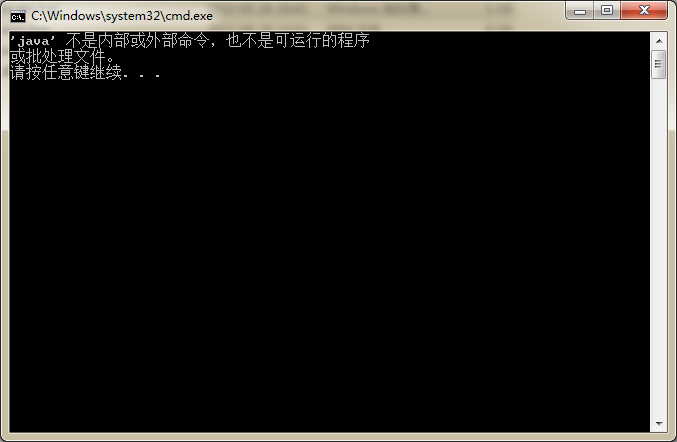 C:\Windows\system32\cmd.exe
'java' 不是内部或外部命令，也不是可运行的程序
或批处理文件。
请按任意键继续. . .